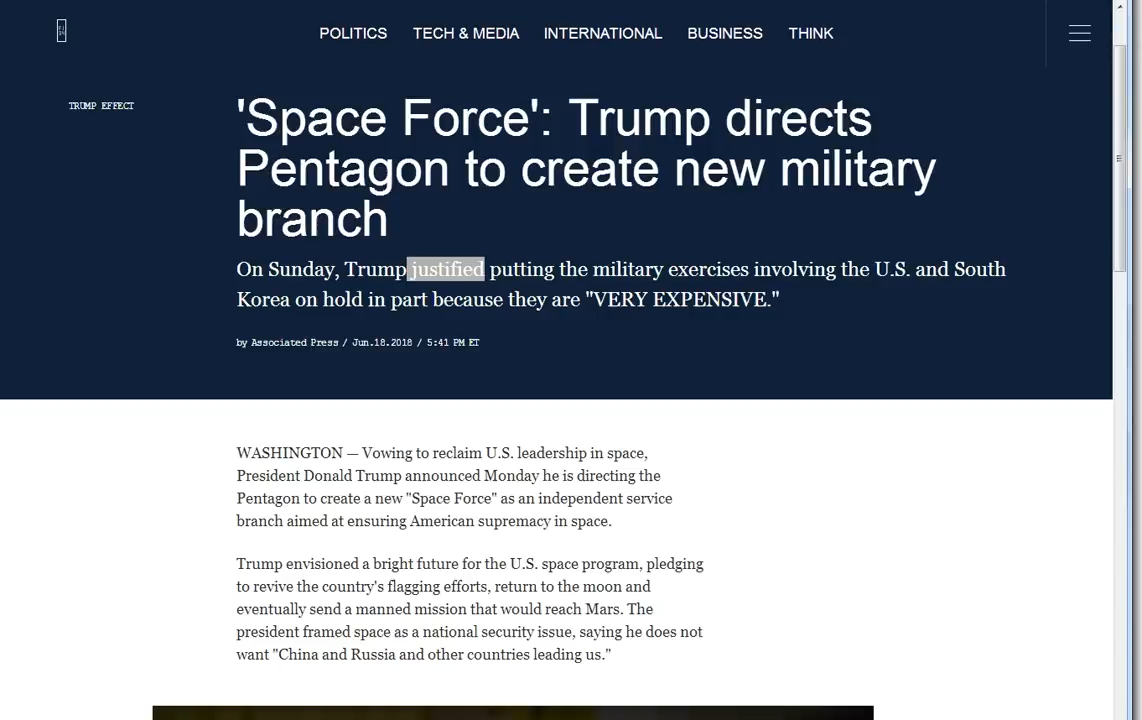 POLITICS TECH & MEDIA INTERNATIONAL BUSINESS THINK
TRUMP EFFECT
'Space Force': Trump directs
Pentagon to create new military
branch
On Sunday, Trump justified putting the military exercises involving the U.S. and South
Korea on hold in part because they are "VERY EXPENSIVE."
by Associated Press / Jun.18.2018 / 5:41 PM ET
WASHINGTON — Vowing to reclaim U.S. leadership in space,
President Donald Trump announced Monday he is directing the
Pentagon to create a new "Space Force" as an independent service
branch aimed at ensuring American supremacy in space.
Trump envisioned a bright future for the U.S. space program, pledging
to revive the country's flagging efforts, return to the moon and
eventually send a manned mission that would reach Mars. The
president framed space as a national security issue, saying he does not
want "China and Russia and other countries leading us."